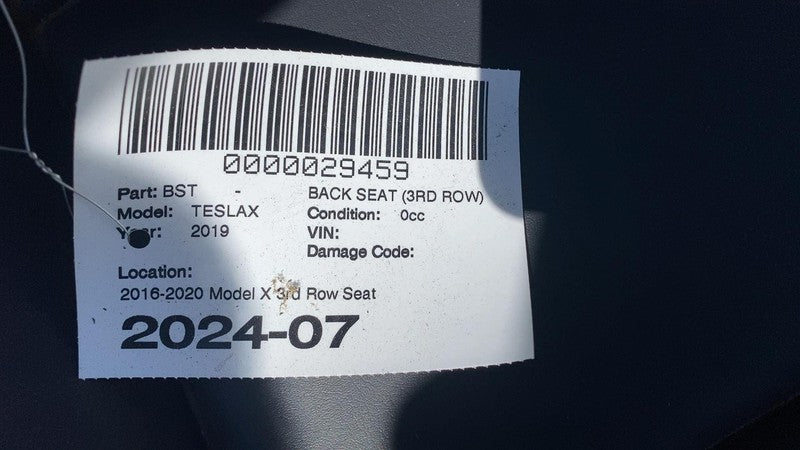 0000029459
Part: BST - BACK SEAT (3RD ROW)
Model: TESLAX Condition: 0cc
Year: 2019 VIN:
Damage Code:
Location:
2016-2020 Model X 3rd Row Seat
2024-07